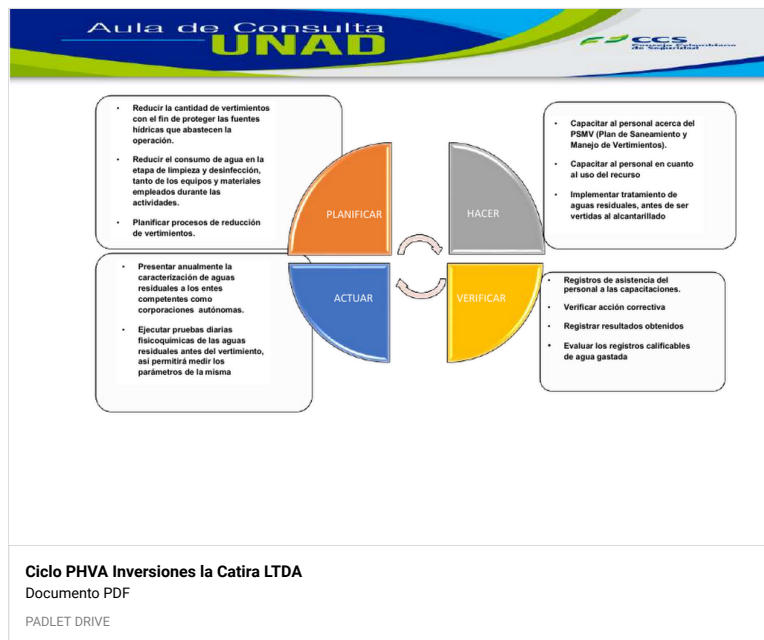 Aula de Consulta
UNAD
CCS
Consejo Colombiano
de Seguridad
• Reducir la cantidad de vertimientos
con el fin de proteger las fuentes
hídricas que abastecen la
operación.
• Reducir el consumo de agua en la
etapa de limpieza y desinfección,
tanto de los equipos y materiales
empleados durante las
actividades.
• Planificar procesos de reducción
de vertimientos.
PLANIFICAR
HACER
• Capacitar al personal acerca del
PSMV (Plan de Saneamiento y
Manejo de Vertimientos).
• Capacitar al personal en cuanto
al uso del recurso
• Implementar tratamiento de
aguas residuales, antes de ser
vertidas al alcantarillado
• Presentar anualmente la
caracterización de aguas
residuales a los entes
competentes como
corporaciones autónomas.
• Ejecutar pruebas diarias
fisicoquímicas de las aguas
residuales antes del vertimiento,
así permitirá medir los
parámetros de la misma
ACTUAR
VERIFICAR
• Registros de asistencia del
personal a las capacitaciones.
• Verificar acción correctiva
• Registrar resultados obtenidos
• Evaluar los registros calificables
de agua gastada
Ciclo PHVA Inversiones la Catira LTDA
Documento PDF
PADLET DRIVE